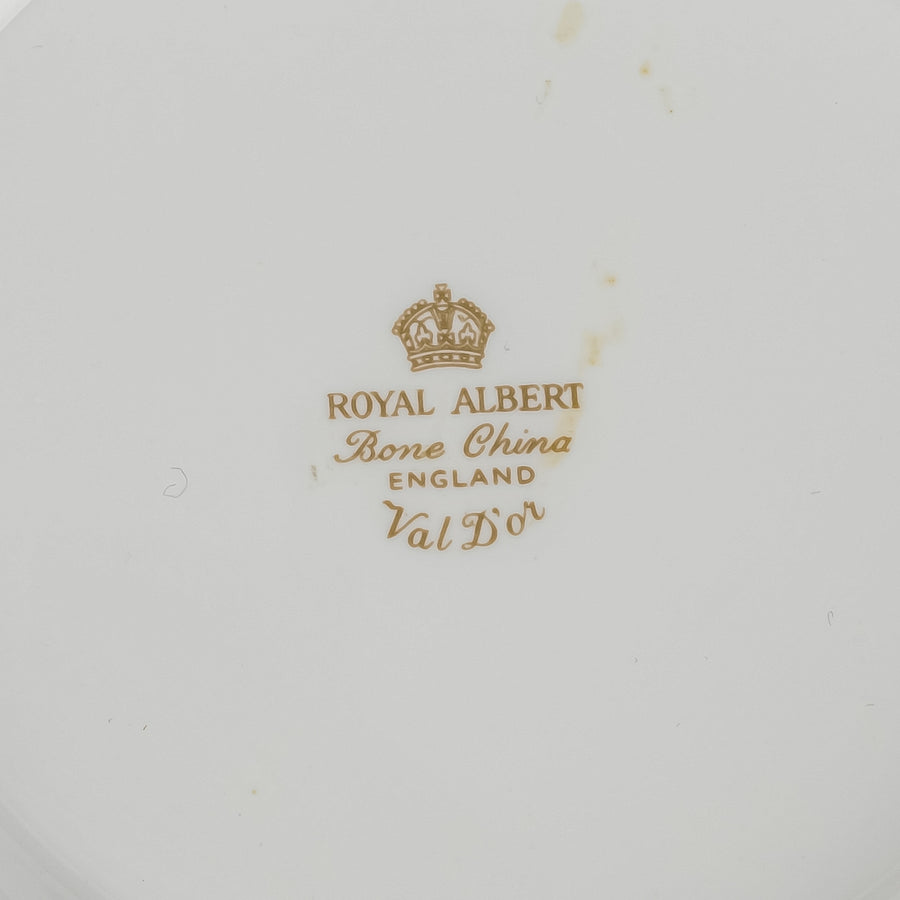 ROYAL ALBERT
Bone China
ENGLAND
Val D'or